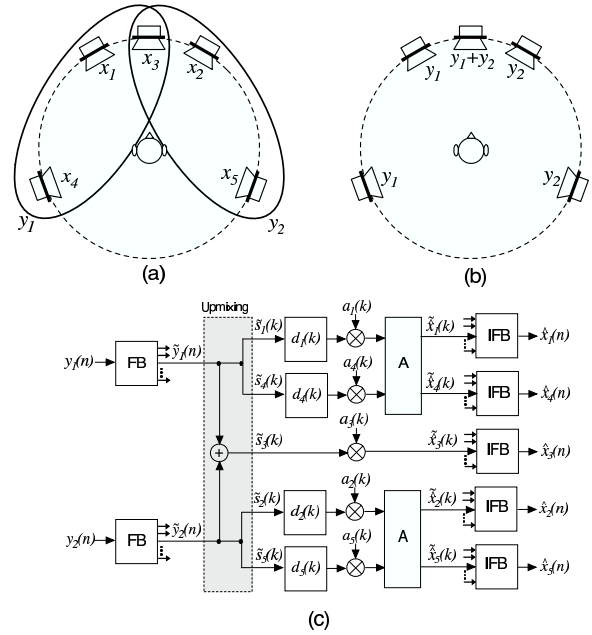 x1 x3 x2
x4 x5
y1 y2
(a)
y1 y1+y2 y2
y1 y2
(b)
Upmixing
y1(n) FB ỹ1(n)
s̃1(k) d1(k) a1(k) x̃̂1(k) IFB x̂1(n)
A
s̃4(k) d4(k) a4(k) x̃̂4(k) IFB x̂4(n)
+ s̃3(k) a3(k) x̃̂3(k) IFB x̂3(n)
s̃2(k) d2(k) a2(k) x̃̂2(k) IFB x̂2(n)
y2(n) FB ỹ2(n)
A
s̃5(k) d5(k) a5(k) x̃̂5(k) IFB x̂5(n)
(c)